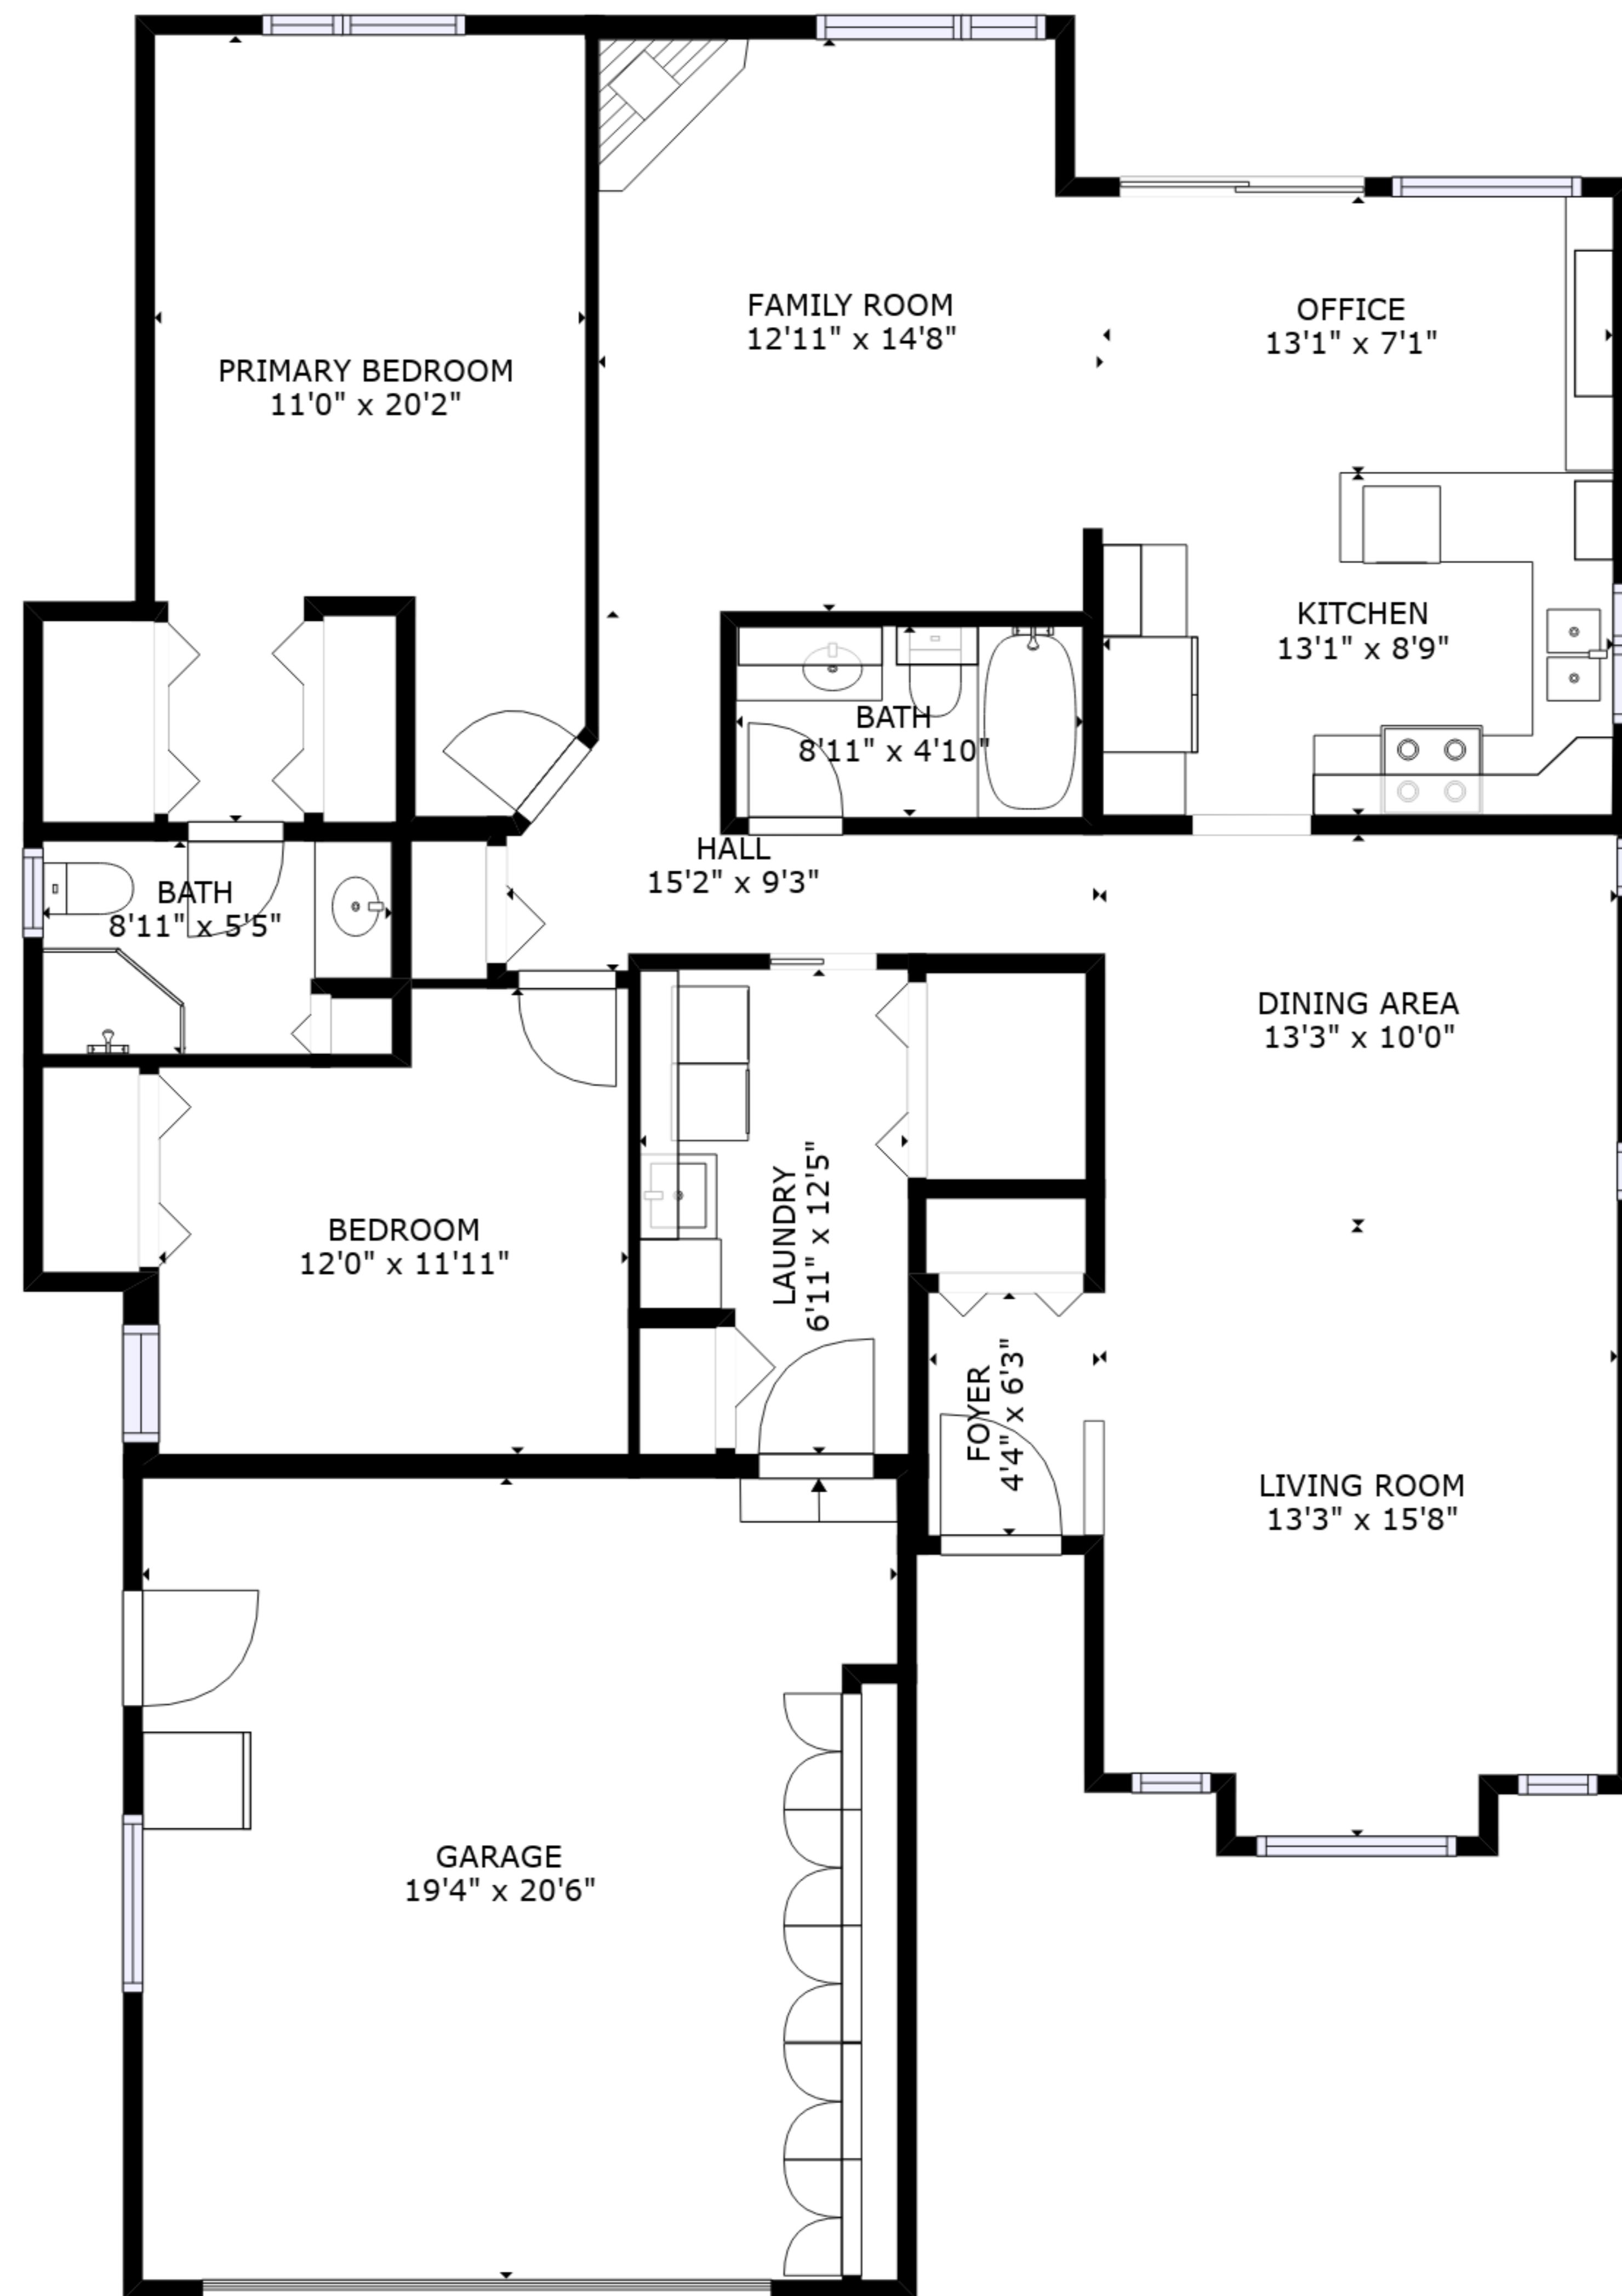 FAMILY ROOM
12'11" x 14'8"
OFFICE
13'1" x 7'1"
PRIMARY BEDROOM
11'0" x 20'2"
KITCHEN
13'1" x 8'9"
BATH
8'11" x 4'10"
HALL
15'2" x 9'3"
BATH
8'11" x 5'5"
DINING AREA
13'3" x 10'0"
BEDROOM
12'0" x 11'11"
LAUNDRY
6'11" x 12'5"
FOYER
4'4" x 6'3"
LIVING ROOM
13'3" x 15'8"
GARAGE
19'4" x 20'6"